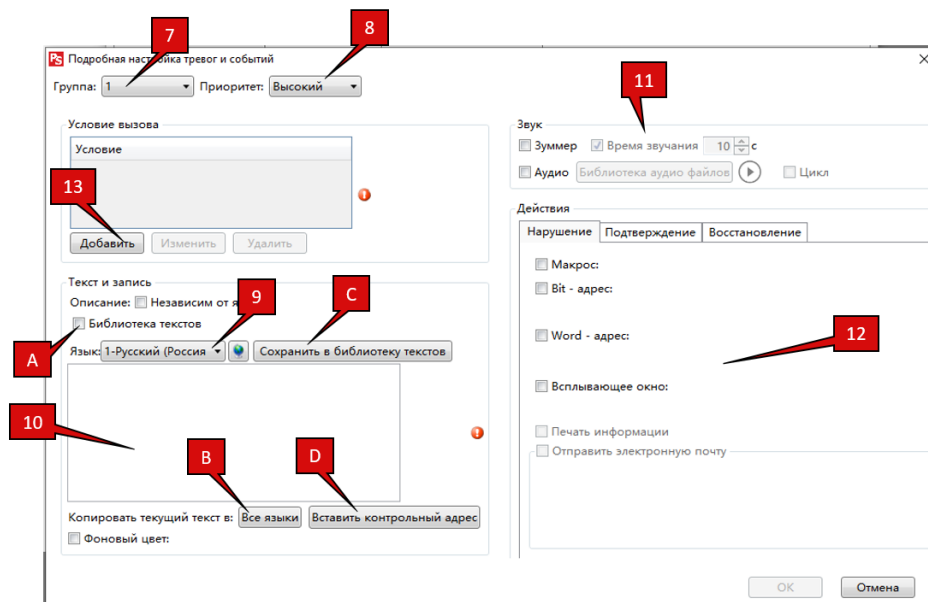 7
8
PS Подробная настройка тревог и событий
Группа: 1 Приоритет: Высокий
11
Условие вызова
Условие
13
Добавить Изменить Удалить
Звук
Зуммер Время звучания 10 с
Аудио Библиотека аудио файлов Цикл
Действия
Нарушение Подтверждение Восстановление
Макрос:
Bit - адрес:
Word - адрес:
12
Всплывающее окно:
Печать информации
Отправить электронную почту
Текст и запись
Описание: Независим от я
9
C
Библиотека текстов
A
Язык: 1-Русский (Россия Сохранить в библиотеку текстов
10
B
D
Копировать текущий текст в: Все языки Вставить контрольный адрес
Фоновый цвет:
OK Отмена